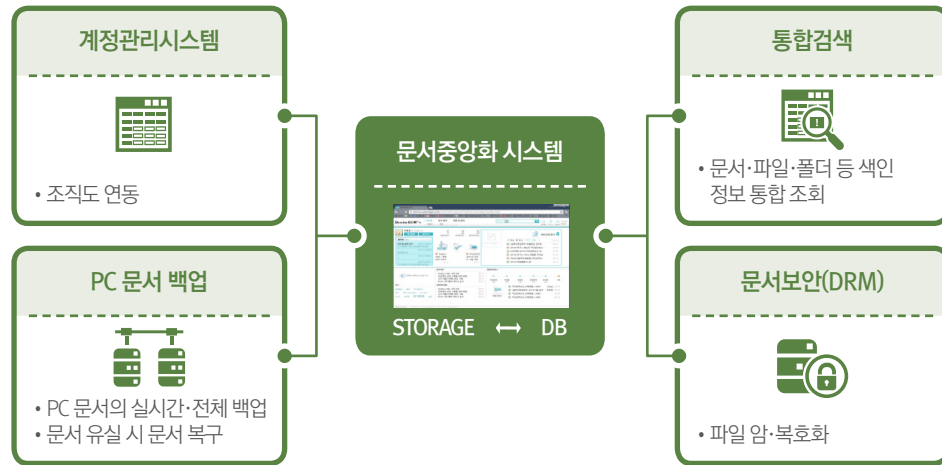 계정관리시스템
• 조직도 연동
PC 문서 백업
• PC 문서의 실시간·전체 백업
• 문서 유실 시 문서 복구
문서중앙화 시스템
STORAGE ↔ DB
통합검색
• 문서·파일·폴더 등 색인
정보 통합 조회
문서보안(DRM)
• 파일 암·복호화